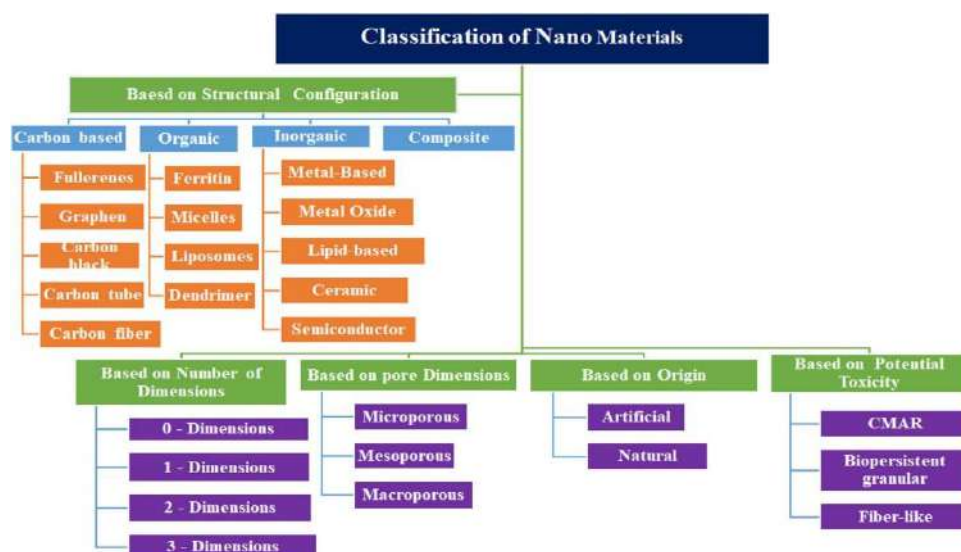 Classification of Nano Materials
Baesd on Structural Configuration
Carbon based
Organic
Inorganic
Composite
Fullerenes
Graphen
Carbon
black
Carbon tube
Carbon fiber
Ferritin
Micelles
Liposomes
Dendrimer
Metal-Based
Metal Oxide
Lipid-based
Ceramic
Semiconductor
Based on Number of
Dimensions
0 - Dimensions
1 - Dimensions
2 - Dimensions
3 - Dimensions
Based on pore Dimensions
Microporous
Mesoporous
Macroporous
Based on Origin
Artificial
Natural
Based on Potential
Toxicity
CMAR
Biopersistent
granular
Fiber-like